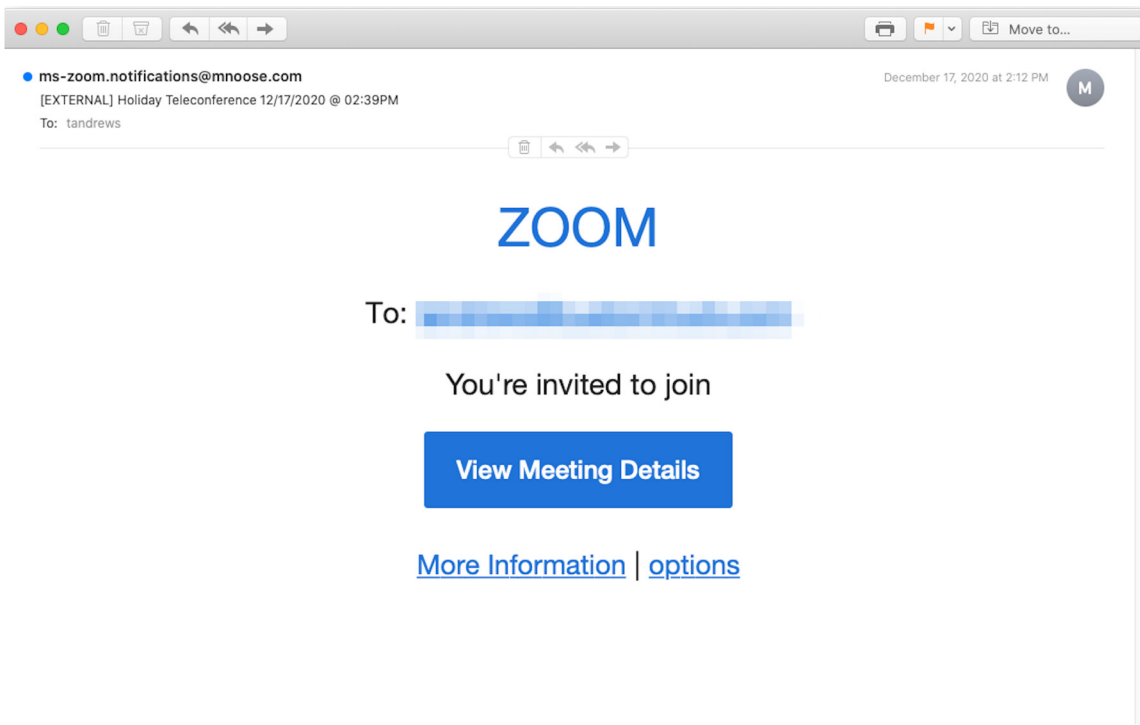 Move to...
ms-zoom.notifications@mnoose.com
December 17, 2020 at 2:12 PM
M
[EXTERNAL] Holiday Teleconference 12/17/2020 @ 02:39PM
To: tandrews
ZOOM
To:
You're invited to join
View Meeting Details
More Information | options